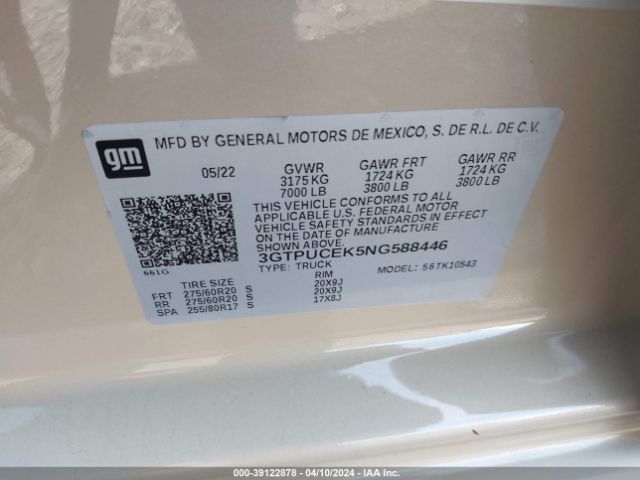 gm
MFD BY GENERAL MOTORS DE MEXICO, S. DE R.L. DE C.V.
05/22 GVWR GAWR FRT GAWR RR
3175 KG 1724 KG 1724 KG
7000 LB 3800 LB 3800 LB
THIS VEHICLE CONFORMS TO ALL
APPLICABLE U.S. FEDERAL MOTOR
VEHICLE SAFETY STANDARDS IN EFFECT
ON THE DATE OF MANUFACTURE
SHOWN ABOVE.
3GTPUCEK5NG588446
661G TYPE: TRUCK MODEL: 56TK10543
TIRE SIZE RIM
FRT 275/60R20 S 20X9J
RR 275/60R20 S 20X9J
SPA 255/80R17 S 17X8J
000-39122878 - 04/10/2024 - IAA Inc.